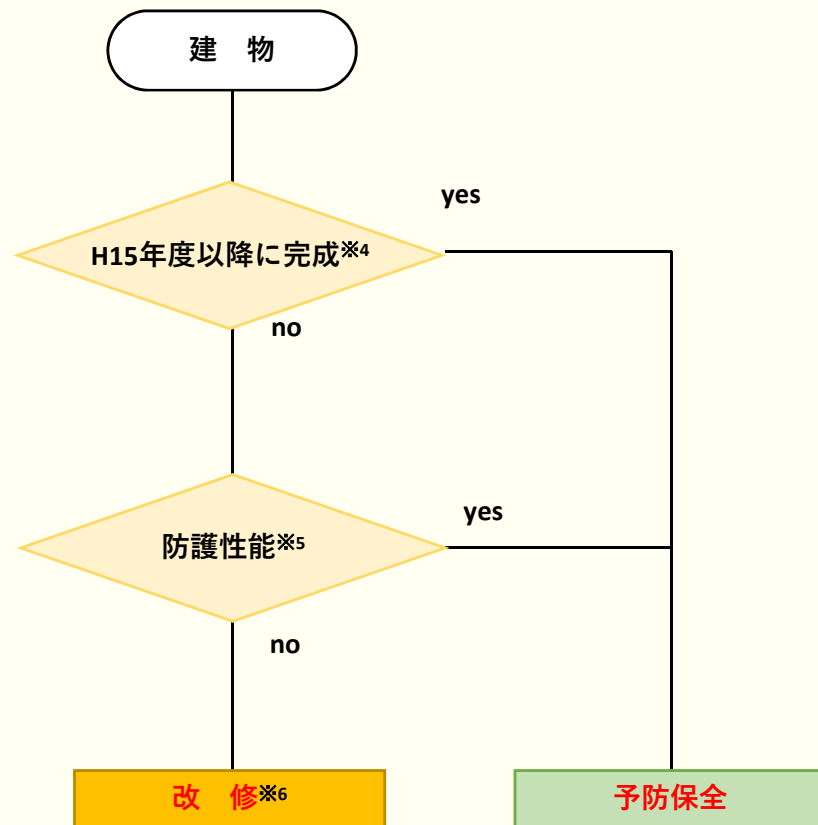 建　物
yes
H15年度以降に完成※4
no
yes
防護性能※5
no
改　修※6
予防保全